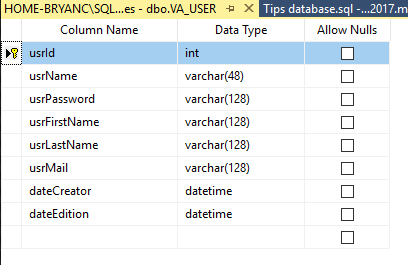 HOME-BRYANC\SQL...es - dbo.VA_USER Tips database.sql -...2017.m
Column Name Data Type Allow Nulls
usrId int
usrName varchar(48)
usrPassword varchar(128)
usrFirstName varchar(128)
usrLastName varchar(128)
usrMail varchar(128)
dateCreator datetime
dateEdition datetime